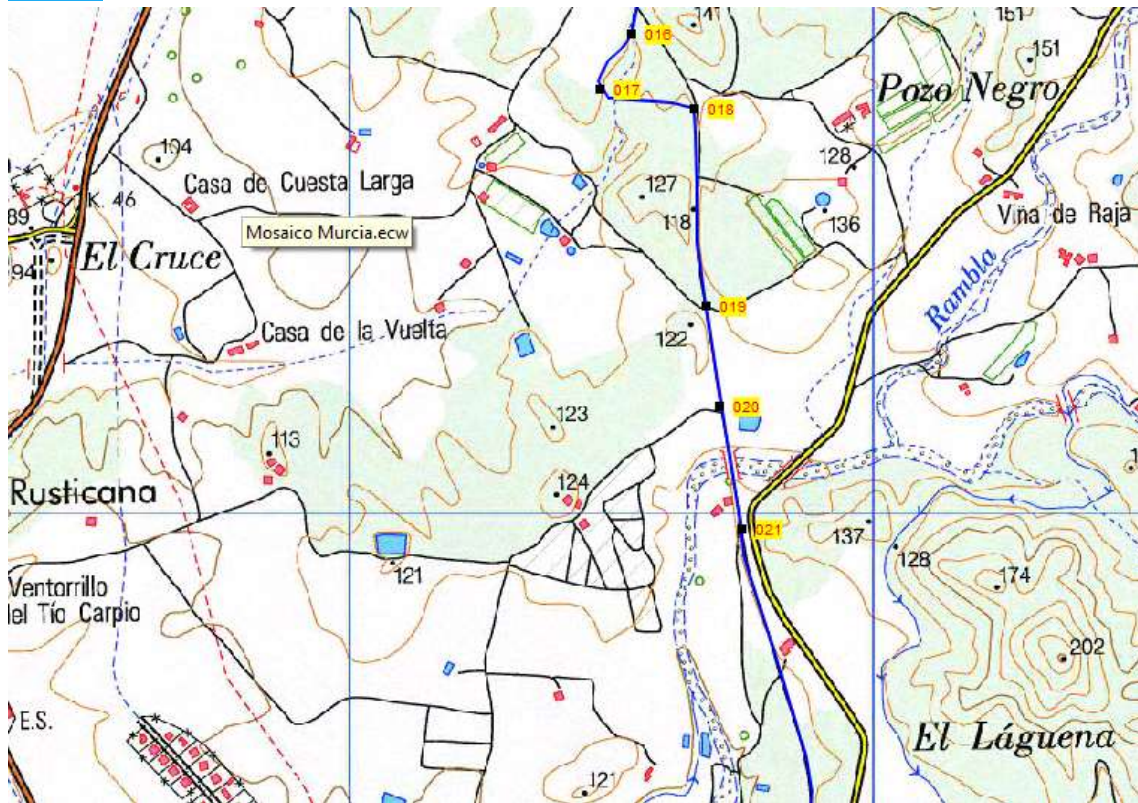 016
141
151
151
017
018
Pozo Negro
104
128
Casa de Cuesta Larga
127
K. 46
118
136
Viña de Raja
89
Mosaico Murcia.ecw
El Cruce
94
Rambla
019
Casa de la Vuelta
122
020
123
113
124
Rusticana
021
137
128
121
174
Ventorrillo
del Tío Carpio
202
E.S.
El Láguena
121